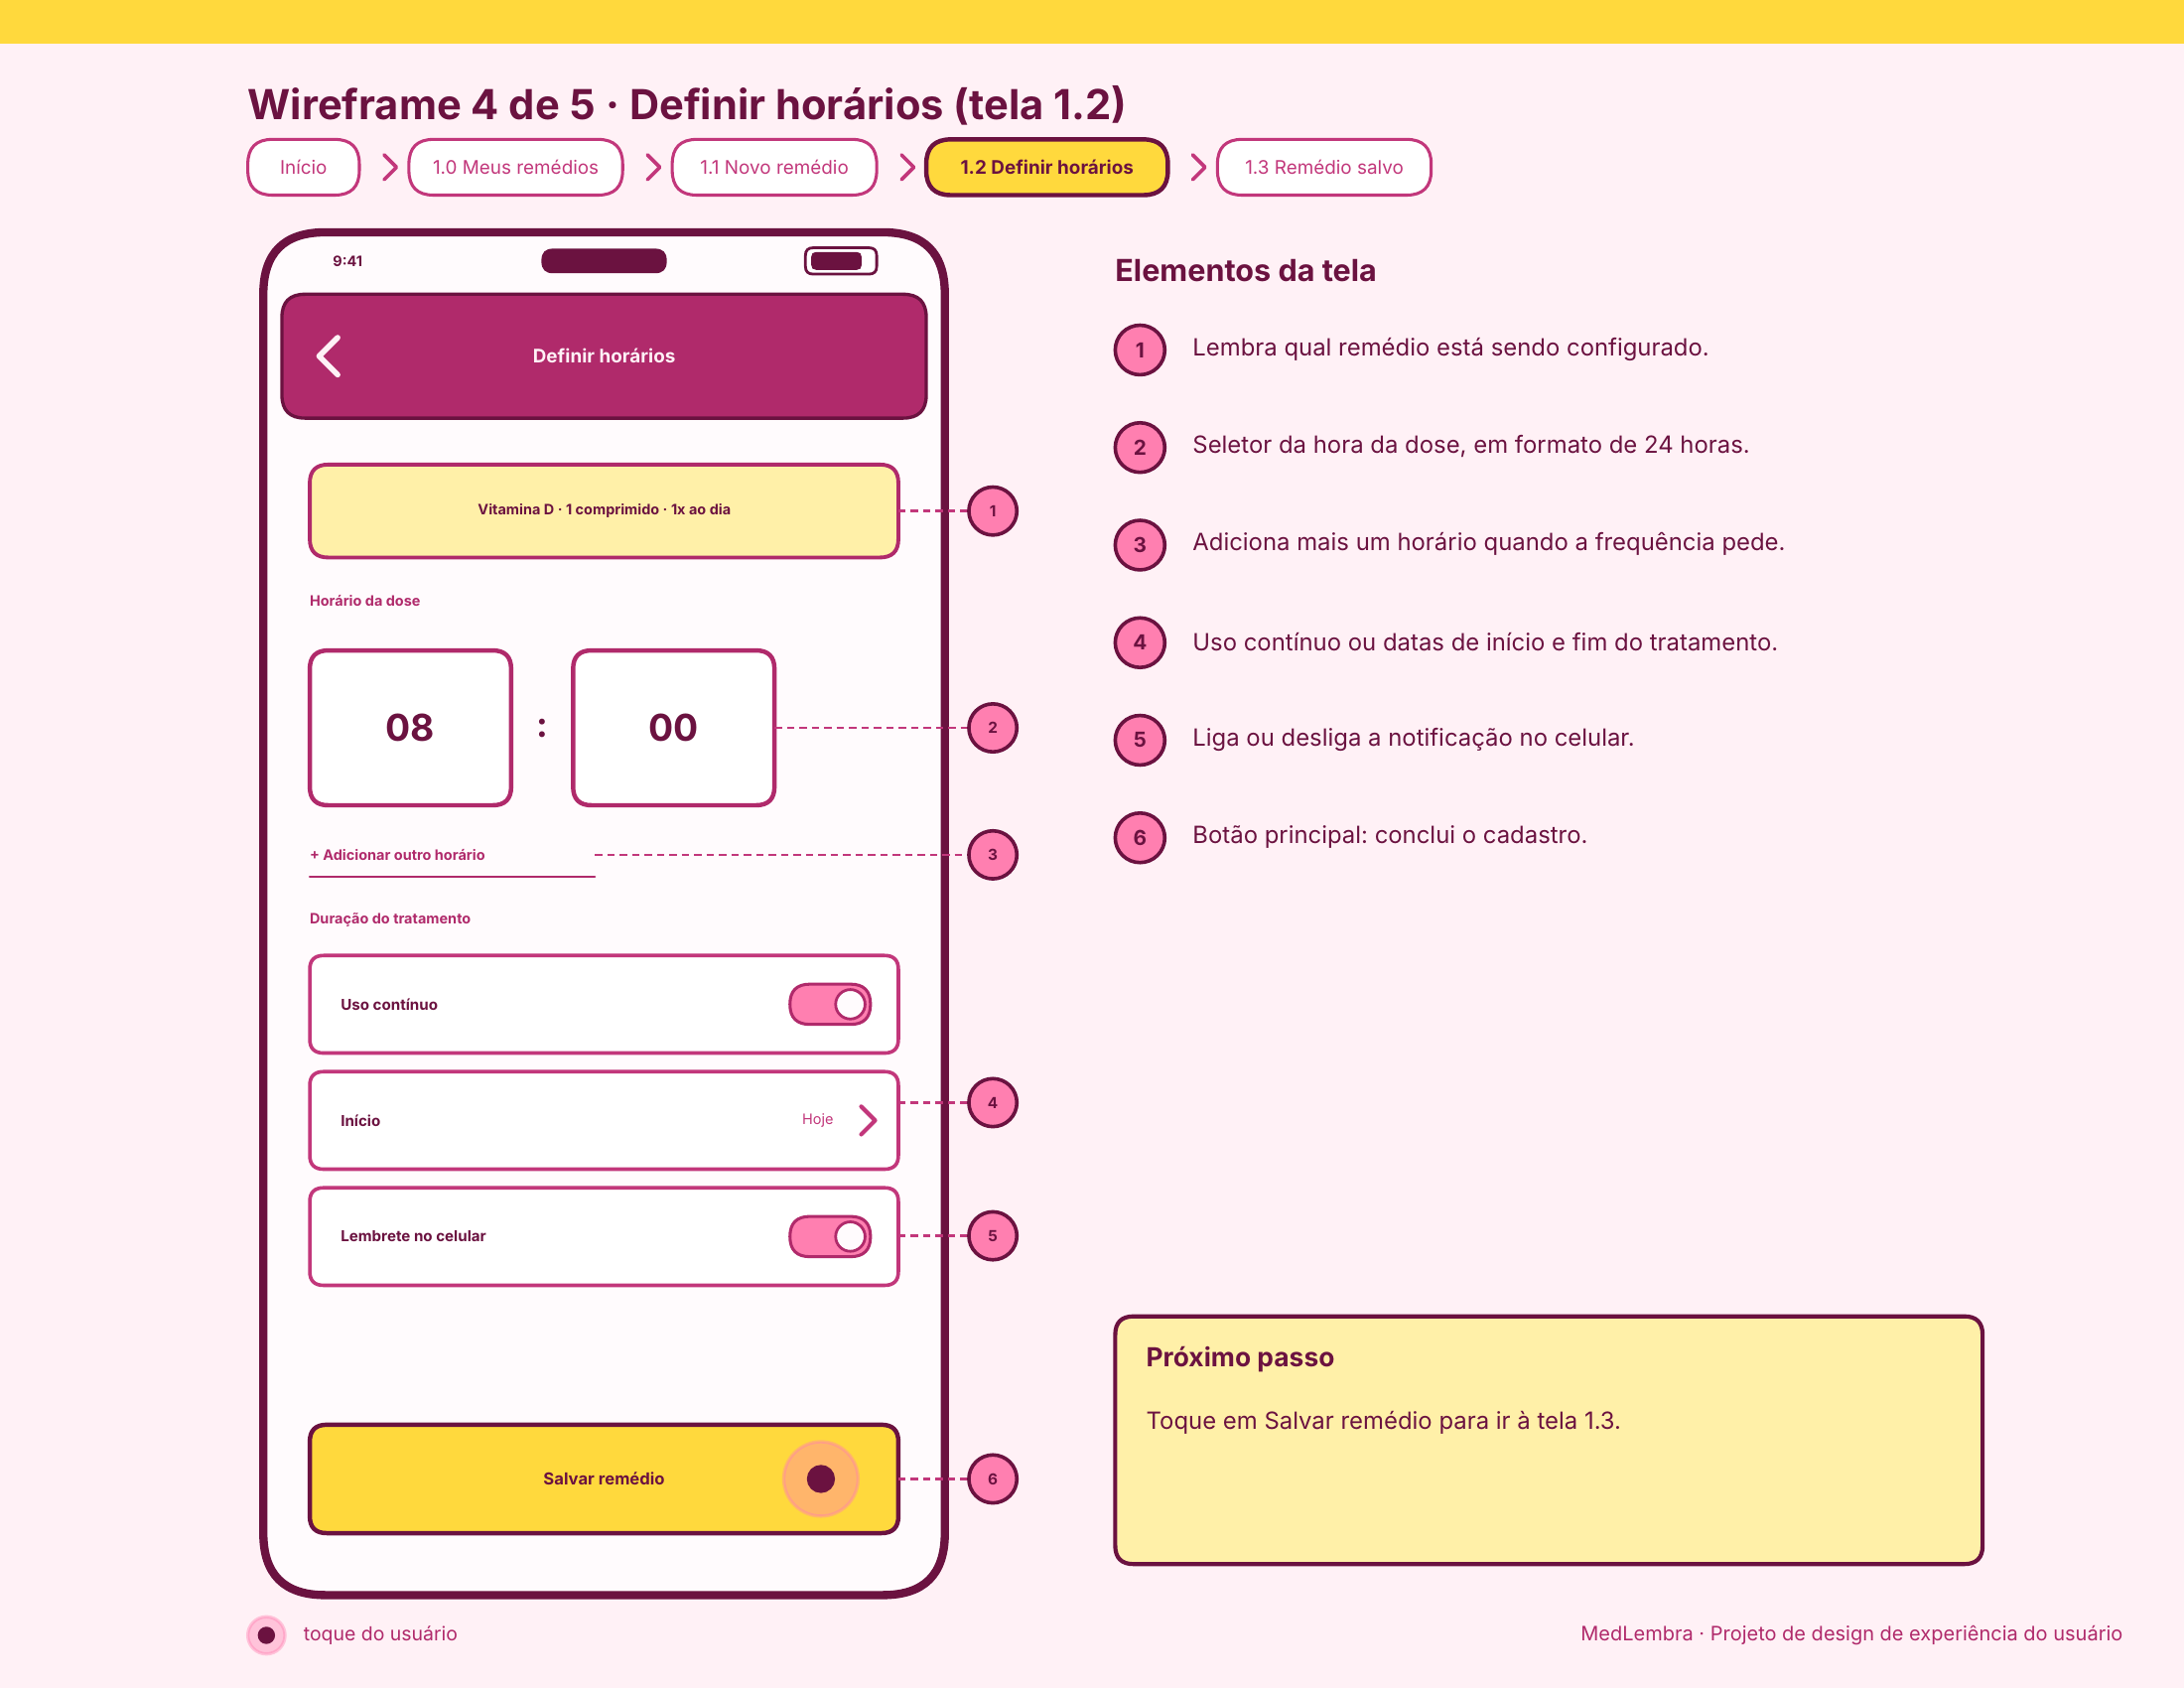 Wireframe 4 de 5 · Definir horários (tela 1.2)
Início
1.0 Meus remédios
1.1 Novo remédio
1.2 Definir horários
1.3 Remédio salvo
9:41
Definir horários
Vitamina D · 1 comprimido · 1x ao dia
1
Horário da dose
08 : 00
2
+ Adicionar outro horário
3
Duração do tratamento
Uso contínuo
Início
Hoje
4
Lembrete no celular
5
Salvar remédio
6
Elementos da tela
1 Lembra qual remédio está sendo configurado.
2 Seletor da hora da dose, em formato de 24 horas.
3 Adiciona mais um horário quando a frequência pede.
4 Uso contínuo ou datas de início e fim do tratamento.
5 Liga ou desliga a notificação no celular.
6 Botão principal: conclui o cadastro.
Próximo passo
Toque em Salvar remédio para ir à tela 1.3.
toque do usuário
MedLembra · Projeto de design de experiência do usuário